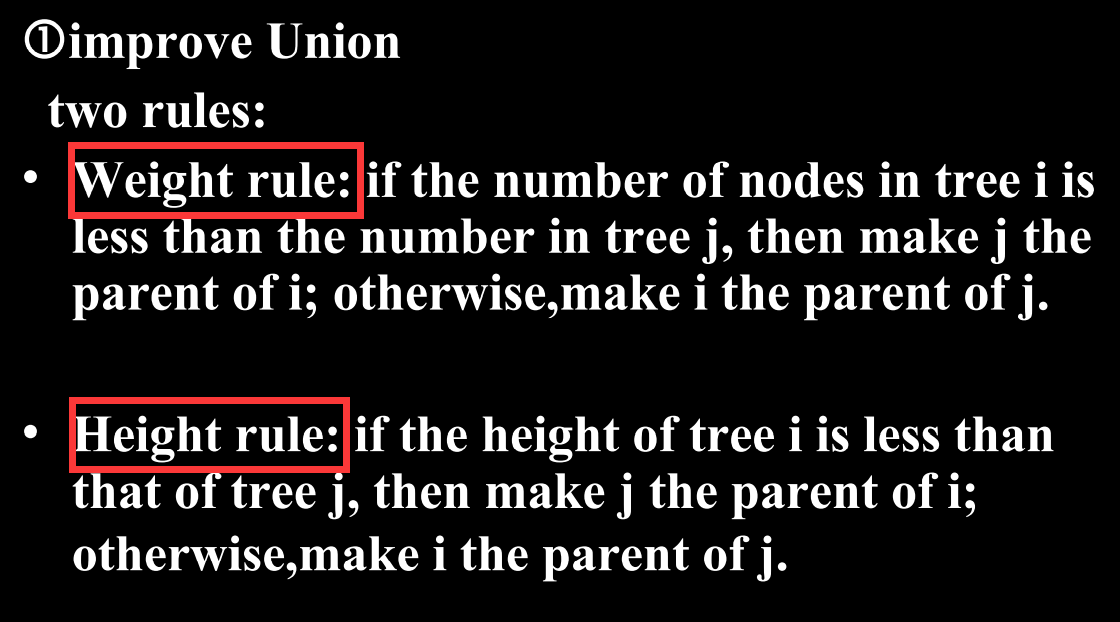 ①improve Union
two rules:
• Weight rule: if the number of nodes in tree i is
less than the number in tree j, then make j the
parent of i; otherwise,make i the parent of j.
• Height rule: if the height of tree i is less than
that of tree j, then make j the parent of i;
otherwise,make i the parent of j.